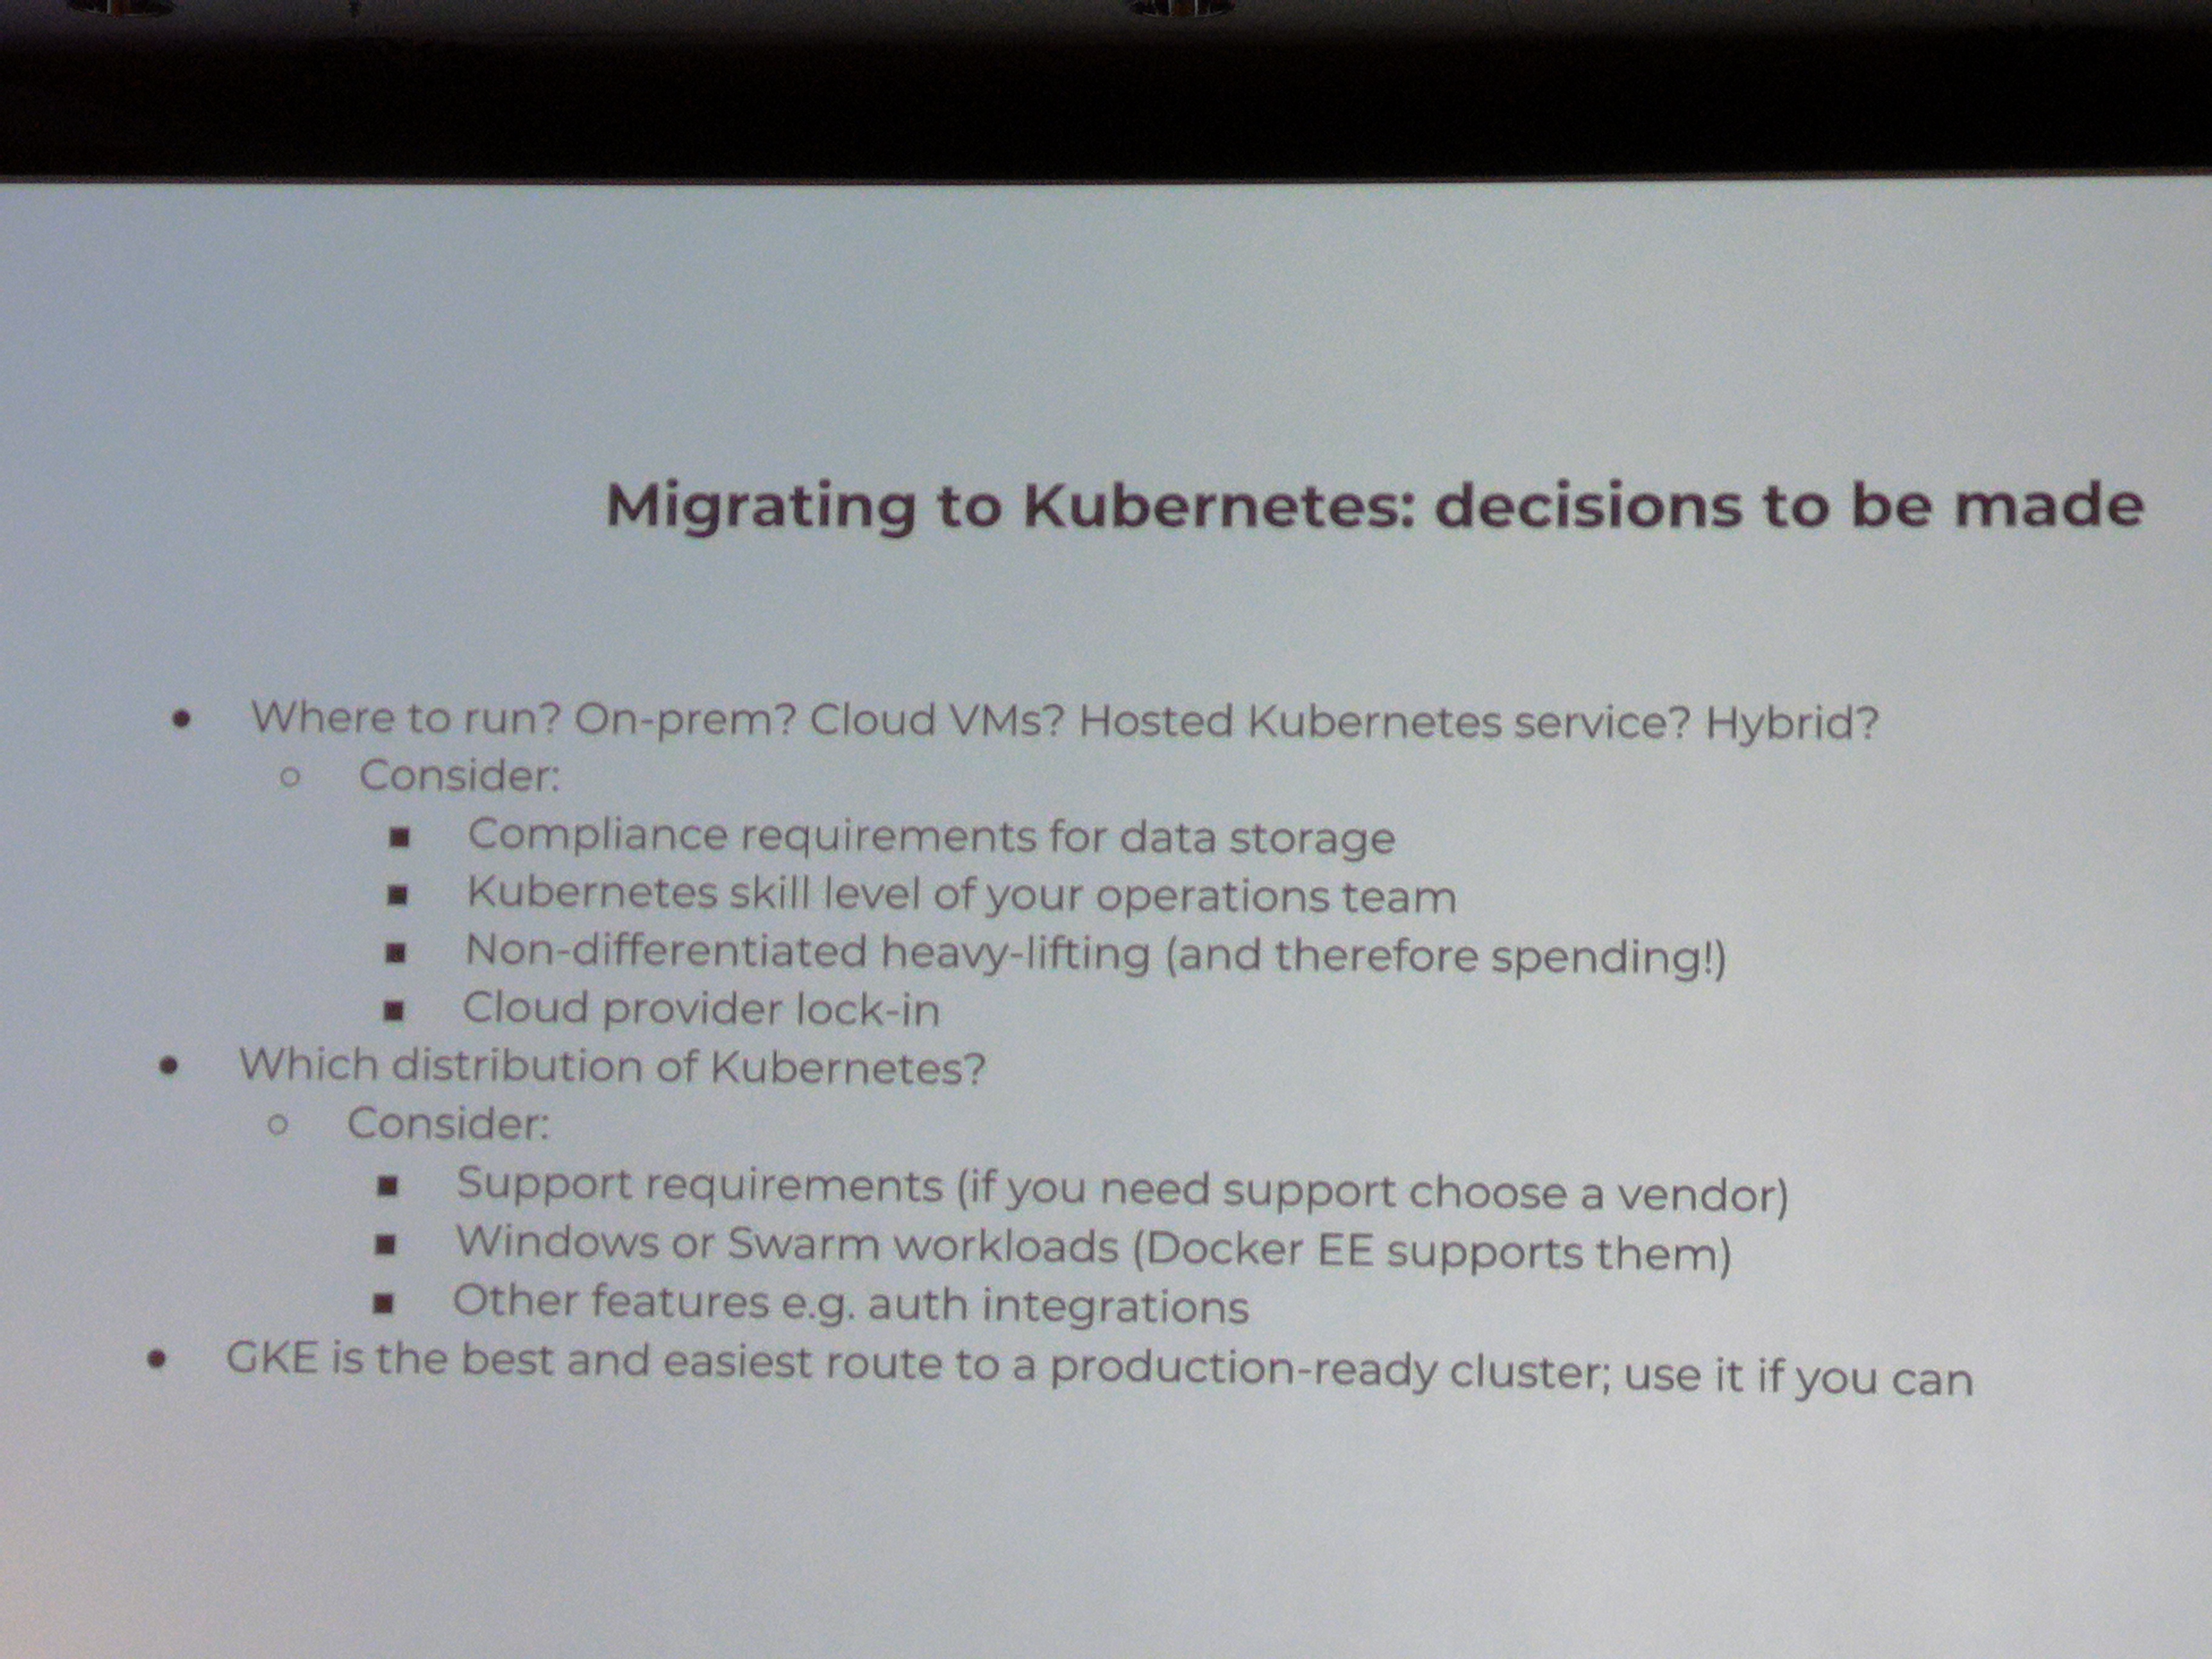 Migrating to Kubernetes: decisions to be made
● Where to run? On-prem? Cloud VMs? Hosted Kubernetes service? Hybrid?
○ Consider:
■ Compliance requirements for data storage
■ Kubernetes skill level of your operations team
■ Non-differentiated heavy-lifting (and therefore spending!)
■ Cloud provider lock-in
● Which distribution of Kubernetes?
○ Consider:
■ Support requirements (if you need support choose a vendor)
■ Windows or Swarm workloads (Docker EE supports them)
■ Other features e.g. auth integrations
● GKE is the best and easiest route to a production-ready cluster; use it if you can